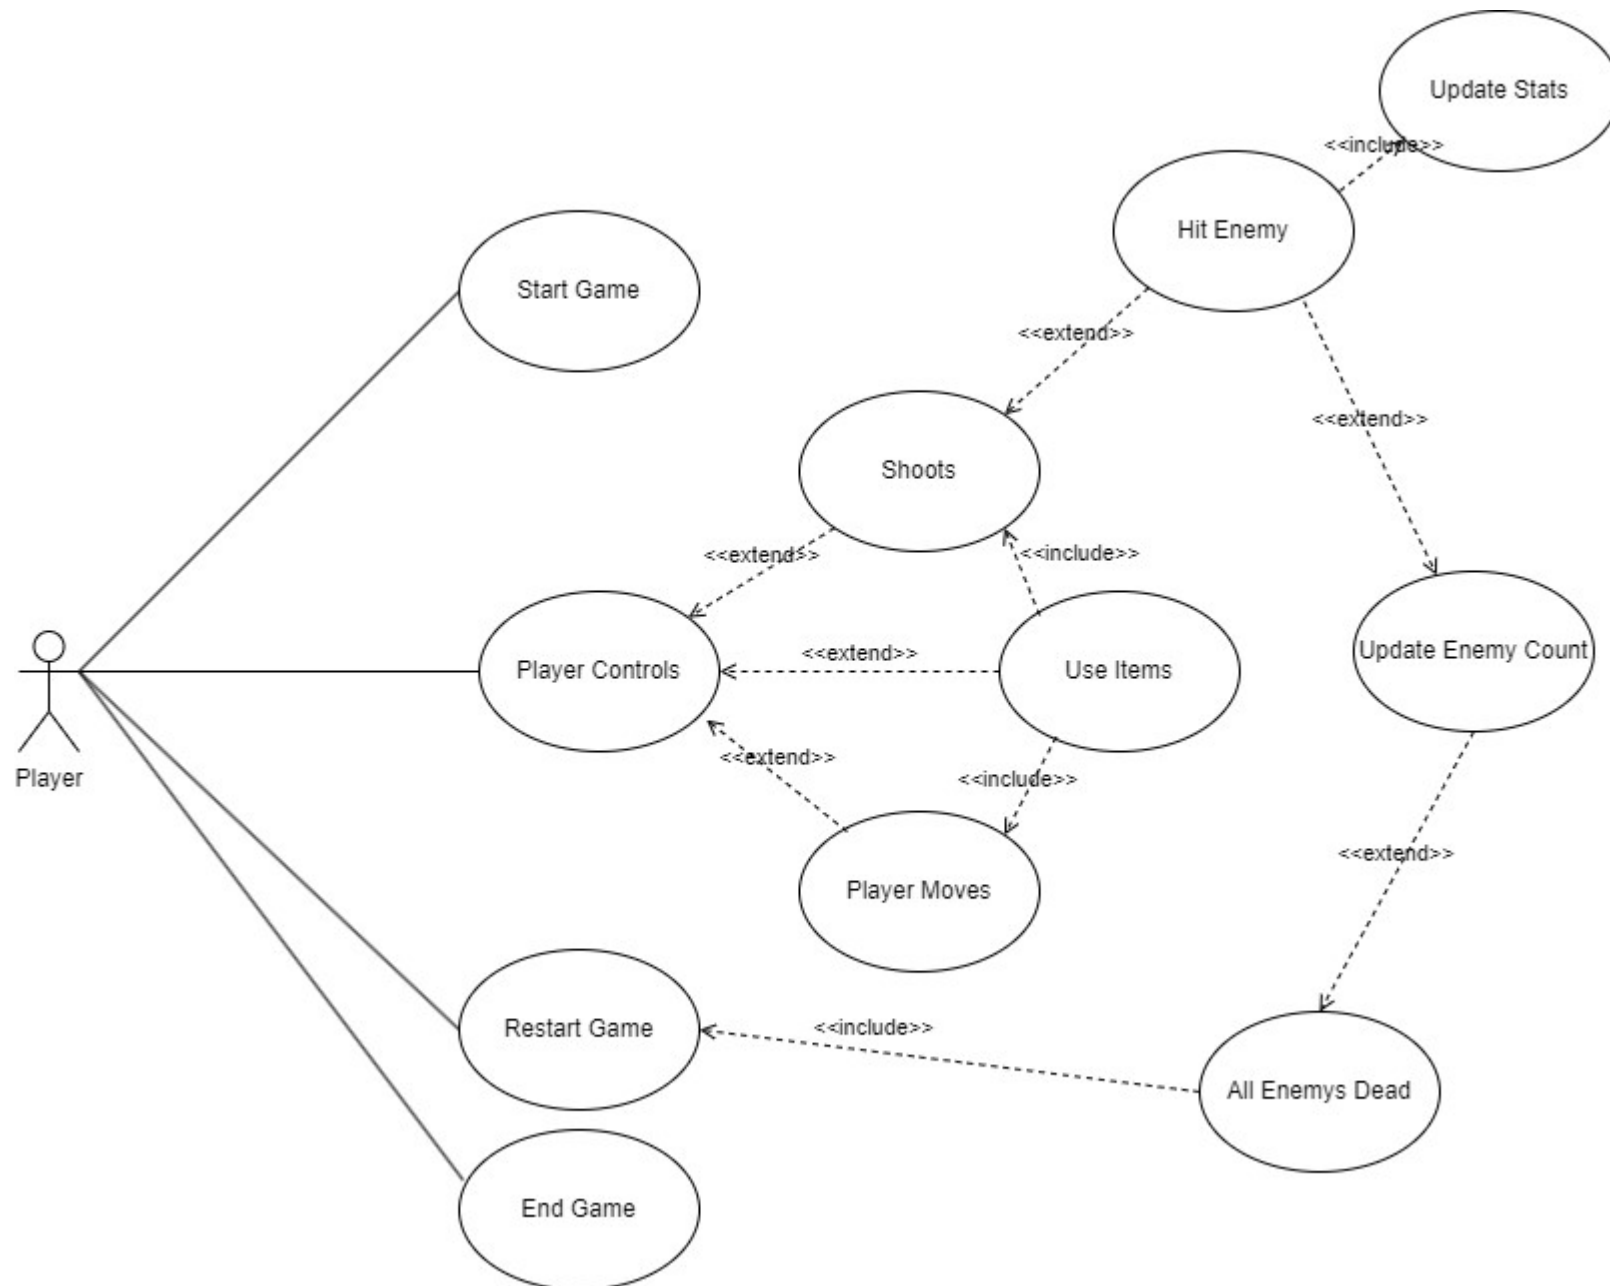 Update Stats
<<include>>
Hit Enemy
Start Game
<<extend>>
<<extend>>
Shoots
<<extend>>
<<include>>
Update Enemy Count
<<extend>>
Player Controls
Use Items
<<extend>>
<<include>>
Player
<<extend>>
Player Moves
<<include>>
Restart Game
All Enemys Dead
End Game